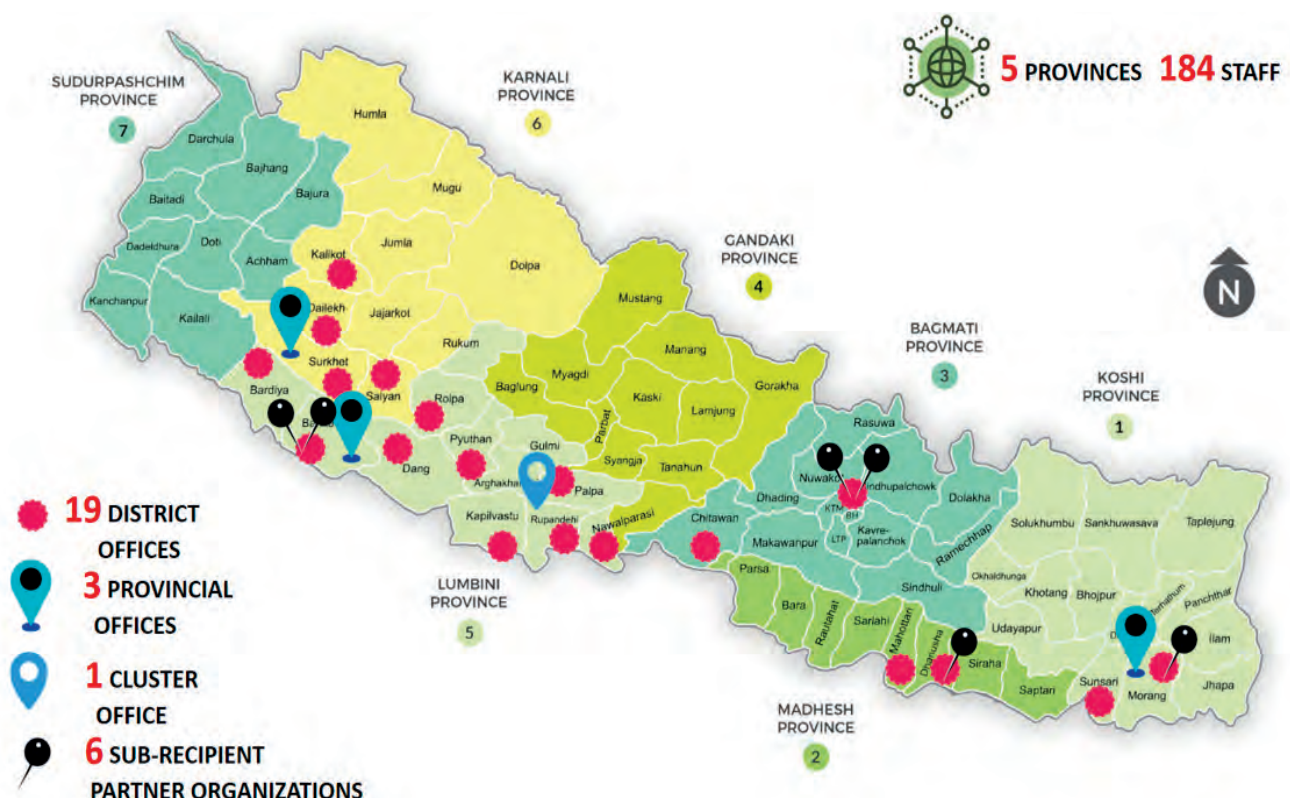 5 PROVINCES 184 STAFF
SUDURPASHCHIM
PROVINCE
7
KARNALI
PROVINCE
6
GANDAKI
PROVINCE
4
BAGMATI
PROVINCE
3
KOSHI
PROVINCE
1
N
Humla
Darchula
Bajhang
Bajura
Mugu
Baitadi
Doti
Dadeldhura
Achham
Kalikot
Jumla
Dolpa
Kanchanpur
Kailali
Jajarkot
Rukum
Surkhet
Salyan
Bardiya
Rolpa
Mustang
Manang
Myagdi
Baglung
Kaski
Lamjung
Gorakha
Parbat
Syangja
Tanahun
Pyuthan
Gulmi
Dang
Palpa
Kapilvastu
Rupandehi
Nawalparasi
Rasuwa
Dhading
Dolakha
Chitawan
KTM
BH
LTP
Kavre-
palanchok
Makawanpur
Ramechhap
Sindhuli
Parsa
Bara
Rautahat
Sarlahi
Mahottari
Dhanusha
Siraha
Saptari
Solukhumbu
Sankhuwasava
Taplejung
Okhaldhunga
Khotang
Bhojpur
Panchthar
Udayapur
Ilam
Sunsari
Morang
Jhapa
LUMBINI
PROVINCE
5
MADHESH
PROVINCE
2
19 DISTRICT
OFFICES
3 PROVINCIAL
OFFICES
1 CLUSTER
OFFICE
6 SUB-RECIPIENT
PARTNER ORGANIZATIONS